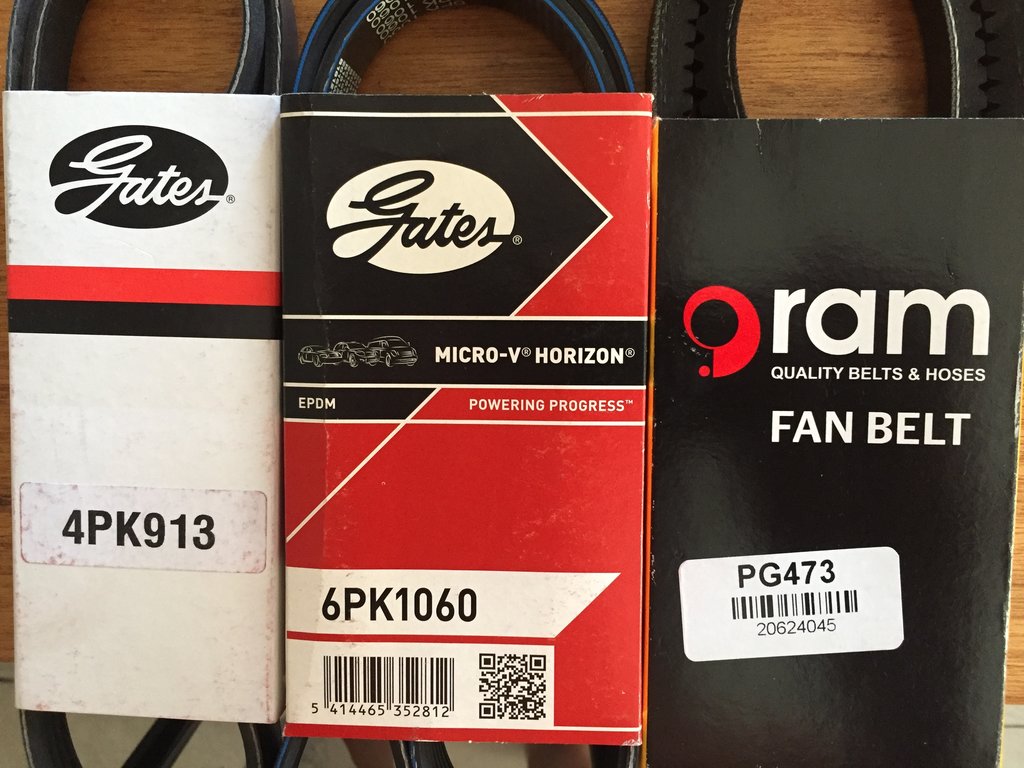 Gates®
4PK913
Gates®
MICRO-V® HORIZON®
EPDM
POWERING PROGRESS™
6PK1060
5 414465 352812
ram
QUALITY BELTS & HOSES
FAN BELT
PG473
20624045